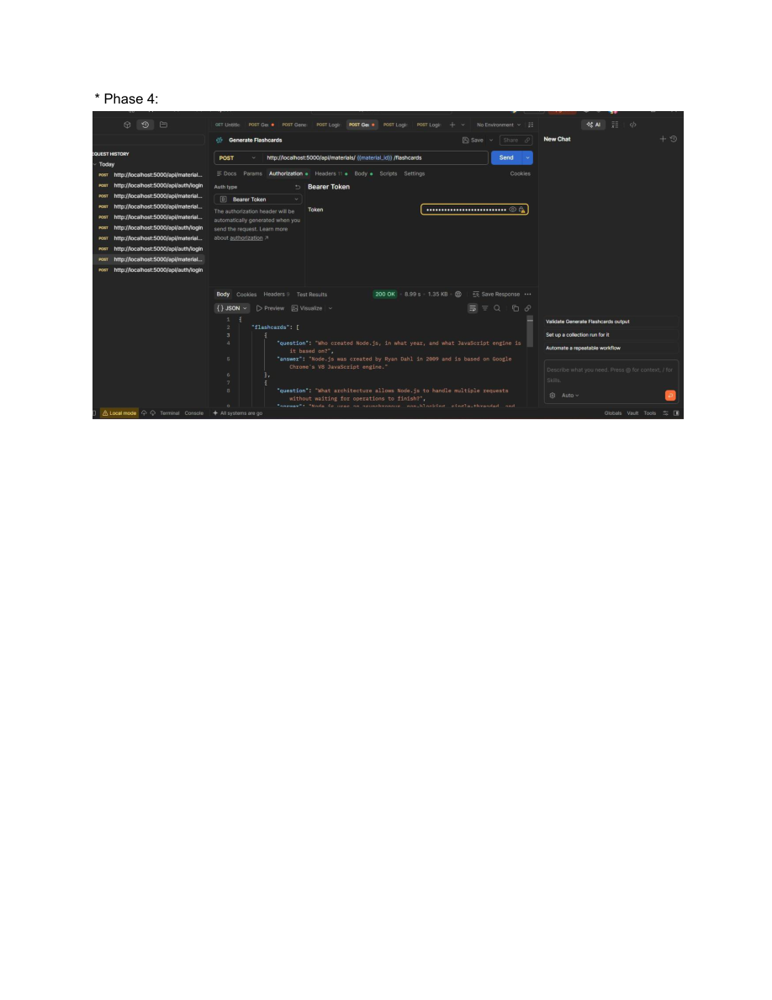 * Phase 4:
GET Untitle
POST Ge
POST Gene
POST Logi
POST Ge
POST Logi
POST Logi
No Environment
AI
Generate Flashcards
Save
Share
New Chat
EQUEST HISTORY
Today
POST http://localhost:5000/api/material...
POST http://localhost:5000/api/auth/login
POST http://localhost:5000/api/material...
POST http://localhost:5000/api/material...
POST http://localhost:5000/api/material...
POST http://localhost:5000/api/auth/login
POST http://localhost:5000/api/material...
POST http://localhost:5000/api/auth/login
POST http://localhost:5000/api/material...
POST http://localhost:5000/api/auth/login
POST
http://localhost:5000/api/materials/ {{material_id}} /flashcards
Send
Docs Params Authorization Headers 11 Body Scripts Settings
Cookies
Auth type
Bearer Token
The authorization header will be
automatically generated when you
send the request. Learn more
about authorization ↗
Bearer Token
Token
Body Cookies Headers 8 Test Results
200 OK · 8.99 s · 1.35 KB
Save Response
{ } JSON
Preview
Visualize
1 {
2 "flashcards": [
3 {
4 "question": "Who created Node.js, in what year, and what JavaScript engine is
it based on?",
5 "answer": "Node.js was created by Ryan Dahl in 2009 and is based on Google
Chrome's V8 JavaScript engine."
6 },
7 {
8 "question": "What architecture allows Node.js to handle multiple requests
without waiting for operations to finish?",
9 "answer": "Node.js uses an asynchronous, non-blocking, single-threaded, and
Validate Generate Flashcards output
Set up a collection run for it
Automate a repeatable workflow
Describe what you need. Press @ for context, / for
Skills.
Auto
Local mode
Terminal
Console
All systems are go
Globals
Vault
Tools